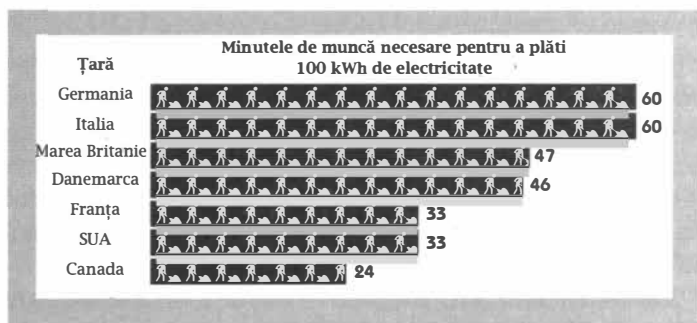 Minutele de muncă necesare pentru a plăti
Țară
100 kWh de electricitate
Germania 60
Italia 60
Marea Britanie 47
Danemarca 46
Franța 33
SUA 33
Canada 24